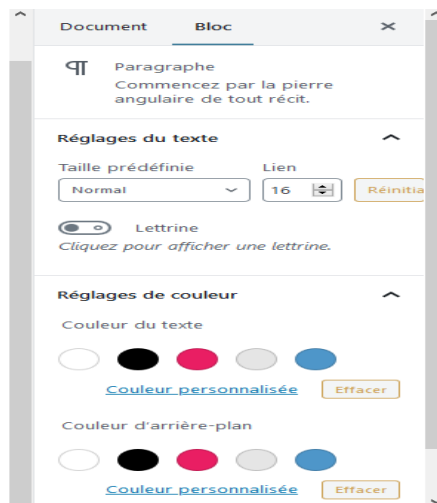 Document Bloc
Paragraphe
Commencez par la pierre
angulaire de tout récit.
Réglages du texte
Taille prédéfinie Lien
Normal 16 Réinitia
Lettrine
Cliquez pour afficher une lettrine.
Réglages de couleur
Couleur du texte
Couleur personnalisée Effacer
Couleur d'arrière-plan
Couleur personnalisée Effacer